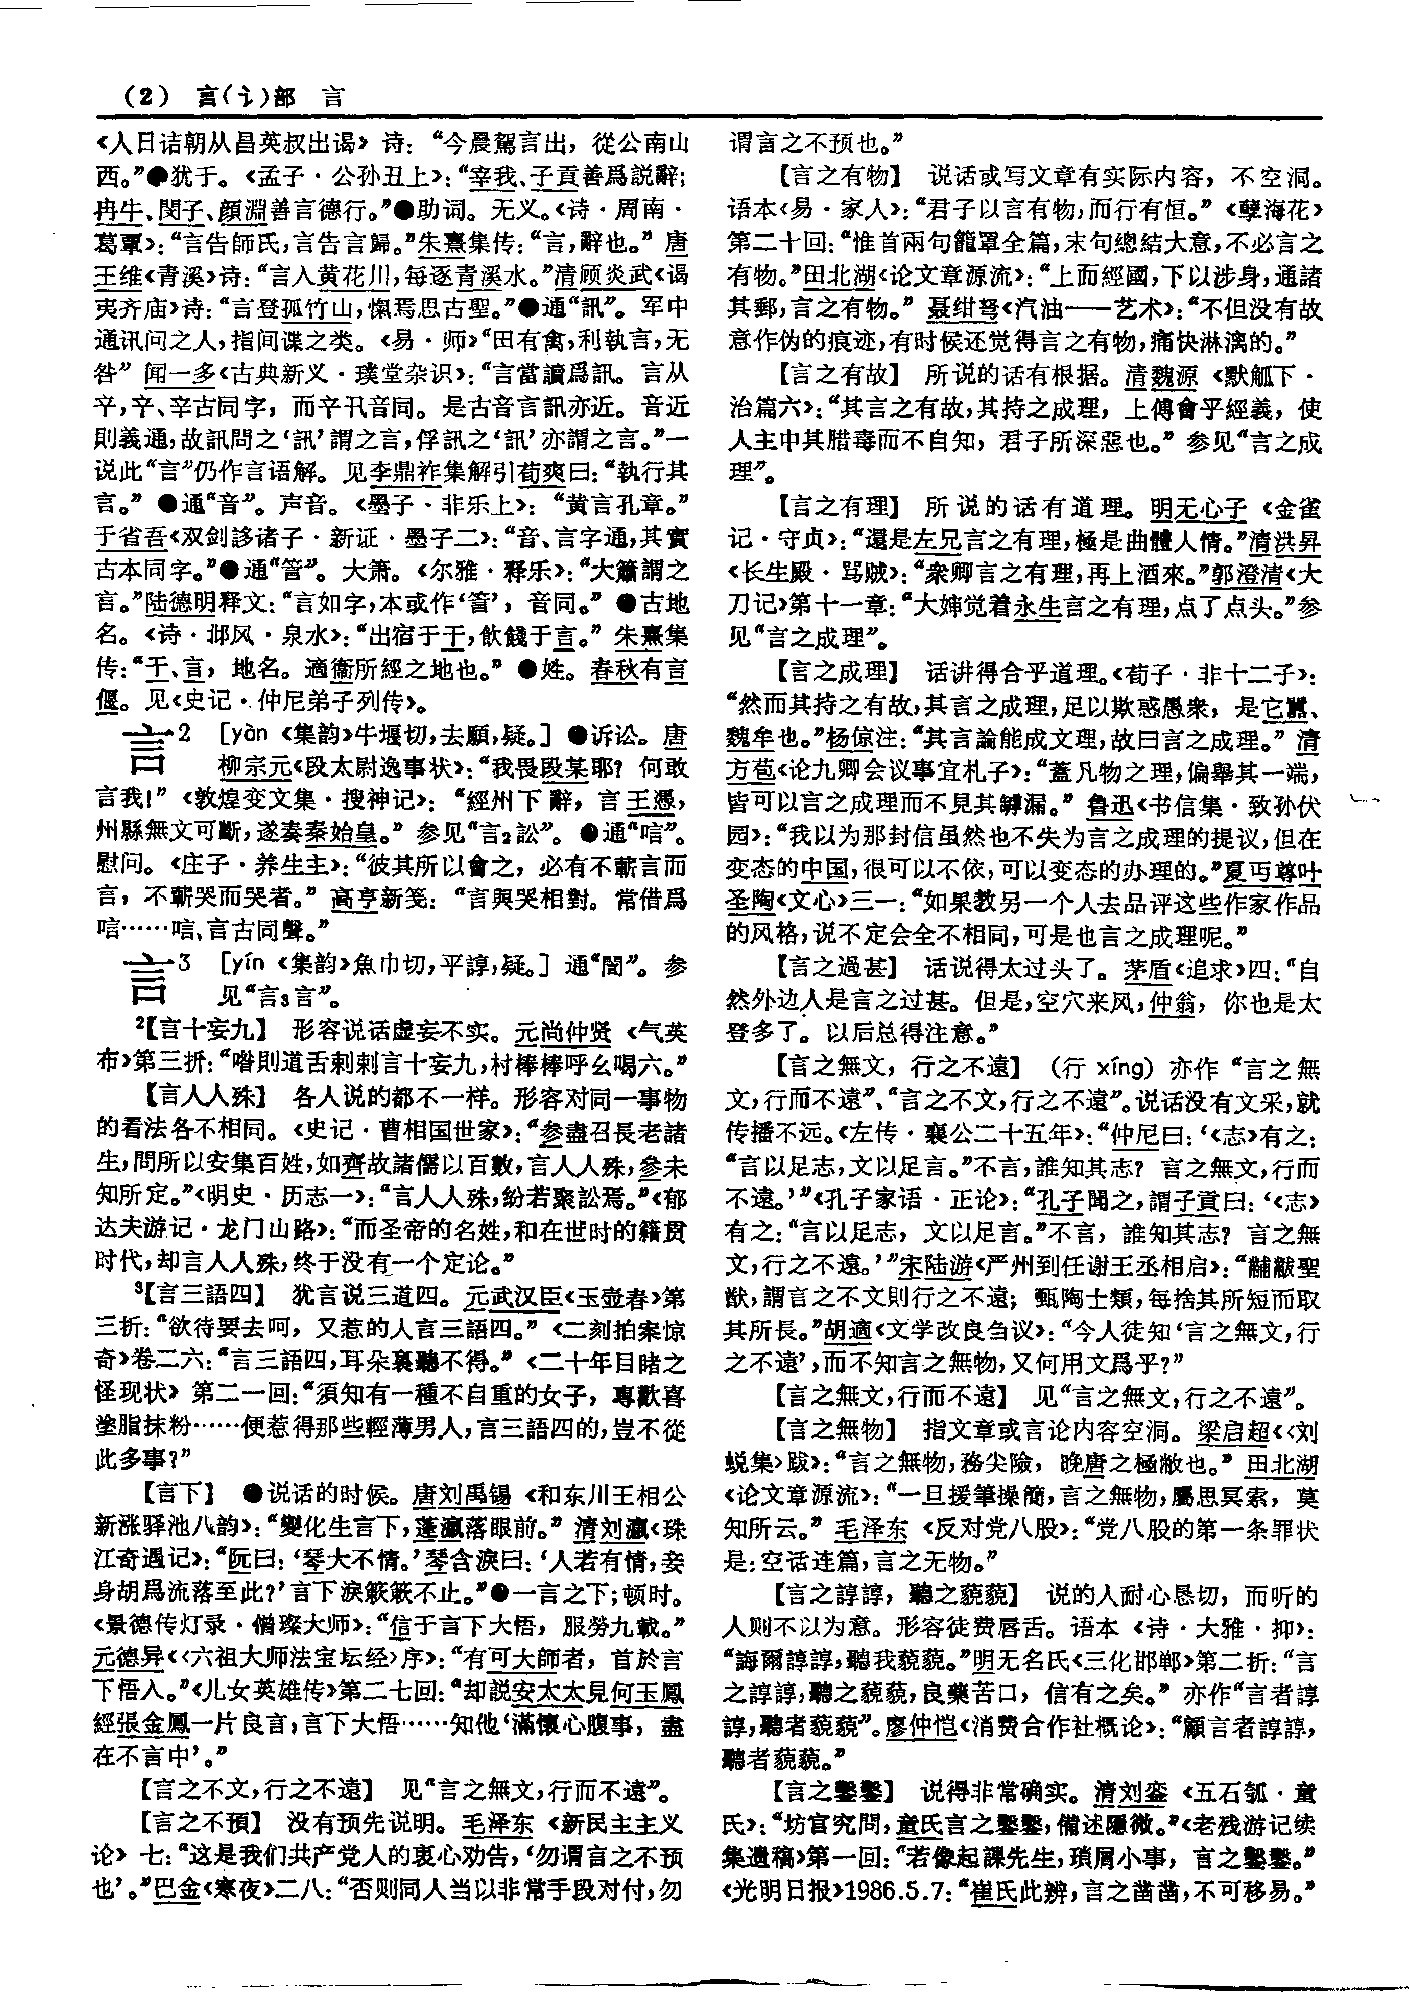 (2) 言(讠)部 言
《人日诘朝从昌英叔出谒》诗：“今晨駕言出，從公南山
西。”●犹于。《孟子·公孙丑上》：“宰我、子貢善爲説辭；
冉牛、閔子、顔淵善言德行。”●助词。无义。《诗·周南·
葛覃》：“言告師氏，言告言歸。”朱熹集传：“言，辭也。”唐
王维《青溪》诗：“言入黄花川，每逐青溪水。”清顾炎武《谒
夷齐庙》诗：“言登孤竹山，愾焉思古聖。”●通“訊”。军中
通讯问之人，指间谍之类。《易·师》“田有禽，利執言，无
咎”闻一多《古典新义·璞堂杂识》：“言當讀爲訊。言从
䇂，䇂、辛古同字，而辛卂音同。是古音言訊亦近。音近
則義通，故訊問之‘訊’謂之言，俘訊之‘訊’亦謂之言。”一
说此“言”仍作言语解。见李鼎祚集解引荀爽曰：“執行其
言。”●通“音”。声音。《墨子·非乐上》：“黄言孔章。”
于省吾《双剑誃诸子·新证·墨子二》：“音、言字通，其實
古本同字。”●通“䇾”。大箫。《尔雅·释乐》：“大簫謂之
言。”陆德明释文：“言如字，本或作‘䇾’，音同。”●古地
名。《诗·邶风·泉水》：“出宿于干，飲餞于言。”朱熹集
传：“干、言，地名。適衞所經之地也。”●姓。春秋有言
偃。见《史记·仲尼弟子列传》。
言2 [yàn《集韵》牛堰切，去願，疑。]●诉讼。唐
柳宗元《段太尉逸事状》：“我畏段某耶？何敢
言我！”《敦煌变文集·搜神记》：“經州下辭，言王憑，
州縣無文可斷，遂奏秦始皇。”参见“言2訟”。●通“唁”。
慰问。《庄子·养生主》：“彼其所以會之，必有不蘄言而
言，不蘄哭而哭者。”高亨新笺：“言與哭相對。常借爲
唁……唁、言古同聲。”
言3 [yín《集韵》魚巾切，平諄，疑。]通“誾”。参
见“言3言”。
2【言十妄九】 形容说话虚妄不实。元尚仲贤《气英
布》第三折：“喒則道舌剌剌言十妄九，村棒棒呼幺喝六。”
【言人人殊】 各人说的都不一样。形容对同一事物
的看法各不相同。《史记·曹相国世家》：“参盡召長老諸
生，問所以安集百姓，如齊故諸儒以百數，言人人殊，參未
知所定。”《明史·历志一》：“言人人殊，紛若聚訟焉。”《郁
达夫游记·龙门山路》：“而圣帝的名姓，和在世时的籍贯
时代，却言人人殊，终于没有一个定论。”
3【言三語四】 犹言说三道四。元武汉臣《玉壶春》第
三折：“欲待要去呵，又惹的人言三語四。”《二刻拍案惊
奇》卷二六：“言三語四，耳朵裏聽不得。”《二十年目睹之
怪现状》第二一回：“須知有一種不自重的女子，專歡喜
塗脂抹粉……便惹得那些輕薄男人，言三語四的，豈不從
此多事？”
【言下】 ●说话的时候。唐刘禹锡《和东川王相公
新涨驿池八韵》：“變化生言下，蓬瀛落眼前。”清刘瀛《珠
江奇遇记》：“阮曰：‘琴大不情。’琴含淚曰：‘人若有情，妾
身胡爲流落至此？’言下淚簌簌不止。”●一言之下；顿时。
《景德传灯录·僧璨大师》：“信于言下大悟，服勞九載。”
元德异《〈六祖大师法宝坛经〉序》：“有可大師者，首於言
下悟入。”《儿女英雄传》第二七回：“却説安太太見何玉鳳
經張金鳳一片良言，言下大悟……知他‘滿懷心腹事，盡
在不言中’。”
【言之不文，行之不遠】 见“言之無文，行而不遠”。
【言之不預】 没有预先说明。毛泽东《新民主主义
论》七：“这是我们共产党人的衷心劝告，‘勿谓言之不预
也’。”巴金《寒夜》二八：“否则同人当以非常手段对付，勿
谓言之不预也。”
【言之有物】 说话或写文章有实际内容，不空洞。
语本《易·家人》：“君子以言有物，而行有恒。”《孽海花》
第二十回：“惟首兩句籠罩全篇，末句總結大意，不必言之
有物。”田北湖《论文章源流》：“上而經國，下以涉身，通諸
其郵，言之有物。”聂绀弩《汽油——艺术》：“不但没有故
意作伪的痕迹，有时候还觉得言之有物，痛快淋漓的。”
【言之有故】 所说的话有根据。清魏源《默觚下·
治篇六》：“其言之有故，其持之成理，上傅會乎經義，使
人主中其腊毒而不自知，君子所深惡也。”参见“言之成
理”。
【言之有理】 所说的话有道理。明无心子《金雀
记·守贞》：“還是左兄言之有理，極是曲體人情。”清洪昇
《长生殿·骂贼》：“衆卿言之有理，再上酒來。”郭澄清《大
刀记》第十一章：“大婶觉着永生言之有理，点了点头。”参
见“言之成理”。
【言之成理】 话讲得合乎道理。《荀子·非十二子》：
“然而其持之有故，其言之成理，足以欺惑愚衆，是它嚚、
魏牟也。”杨倞注：“其言論能成文理，故曰言之成理。”清
方苞《论九卿会议事宜札子》：“蓋凡物之理，偏舉其一端，
皆可以言之成理而不見其罅漏。”鲁迅《书信集·致孙伏
园》：“我以为那封信虽然也不失为言之成理的提议，但在
变态的中国，很可以不依，可以变态的办理的。”夏丏尊叶
圣陶《文心》三一：“如果教另一个人去品评这些作家作品
的风格，说不定会全不相同，可是也言之成理呢。”
【言之過甚】 话说得太过头了。茅盾《追求》四：“自
然外边人是言之过甚。但是，空穴来风，仲翁，你也是太
登多了。以后总得注意。”
【言之無文，行之不遠】 （行 xíng）亦作“言之無
文，行而不遠”、“言之不文，行之不遠”。说话没有文采，就
传播不远。《左传·襄公二十五年》：“仲尼曰：‘《志》有之：
“言以足志，文以足言。”不言，誰知其志？言之無文，行而
不遠。’”《孔子家语·正论》：“孔子聞之，謂子貢曰：‘《志》
有之：“言以足志，文以足言。”不言，誰知其志？言之無
文，行之不遠。’”宋陆游《严州到任谢王丞相启》：“黼黻聖
猷，謂言之不文則行之不遠；甄陶士類，每捨其所短而取
其所長。”胡適《文学改良刍议》：“今人徒知‘言之無文，行
之不遠’，而不知言之無物，又何用文爲乎？”
【言之無文，行而不遠】 见“言之無文，行之不遠”。
【言之無物】 指文章或言论内容空洞。梁启超《〈刘
蜕集〉跋》：“言之無物，務尖險，晚唐之極敝也。”田北湖
《论文章源流》：“一旦援筆操簡，言之無物，屬思冥索，莫
知所云。”毛泽东《反对党八股》：“党八股的第一条罪状
是：空话连篇，言之无物。”
【言之諄諄，聽之藐藐】 说的人耐心恳切，而听的
人则不以为意。形容徒费唇舌。语本《诗·大雅·抑》：
“誨爾諄諄，聽我藐藐。”明无名氏《三化邯郸》第二折：“言
之諄諄，聽之藐藐，良藥苦口，信有之矣。”亦作“言者諄
諄，聽者藐藐”。廖仲恺《消费合作社概论》：“顧言者諄諄，
聽者藐藐。”
【言之鑿鑿】 说得非常确实。清刘銮《五石瓠·童
氏》：“坊官究問，童氏言之鑿鑿，備述隱微。”《老残游记续
集遗稿》第一回：“若像起課先生，瑣屑小事，言之鑿鑿。”
《光明日报》1986.5.7：“崔氏此辨，言之凿凿，不可移易。”